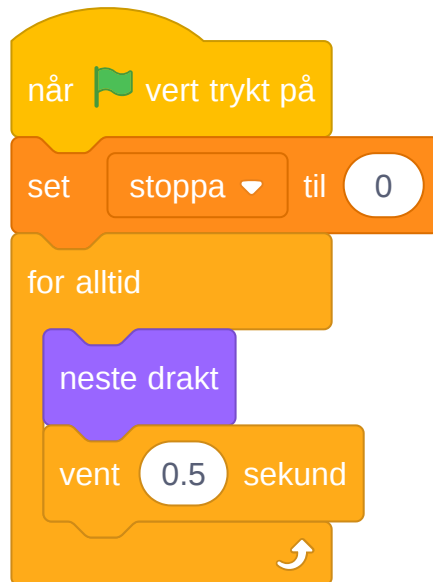 når vert trykt på
set stoppa til 0
for alltid
neste drakt
vent 0.5 sekund